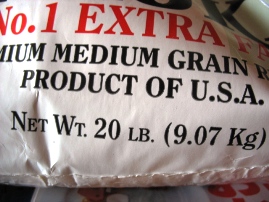 No.1 EXTRA
MEDIUM GRAIN
PRODUCT OF U.S.A.
NET WT. 20 LB. (9.07 Kg)